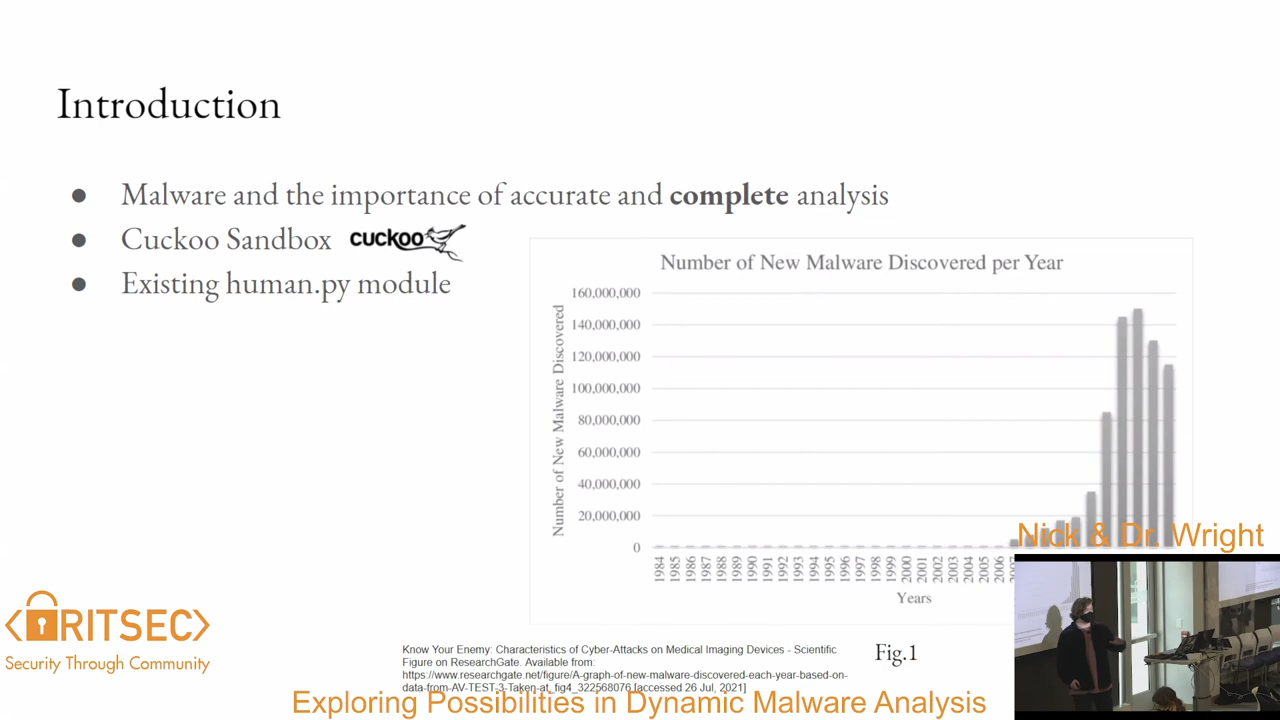 Introduction
● Malware and the importance of accurate and complete analysis
● Cuckoo Sandbox cuckoo
● Existing human.py module
Number of New Malware Discovered per Year
Number of New Malware Discovered
160,000,000
140,000,000
120,000,000
100,000,000
80,000,000
60,000,000
40,000,000
20,000,000
0
1984 1985 1986 1987 1988 1989 1990 1991 1992 1993 1994 1995 1996 1997 1998 1999 2000 2001 2002 2003 2004 2005 2006
Years
Nick & Dr. Wright
RITSEC
Security Through Community
Know Your Enemy: Characteristics of Cyber-Attacks on Medical Imaging Devices - Scientific
Figure on ResearchGate. Available from:
https://www.researchgate.net/figure/A-graph-of-new-malware-discovered-each-year-based-on-
data-from-AV-TEST-3-Taken-at_fig4_322568076 [accessed 26 Jul, 2021]
Fig.1
Exploring Possibilities in Dynamic Malware Analysis